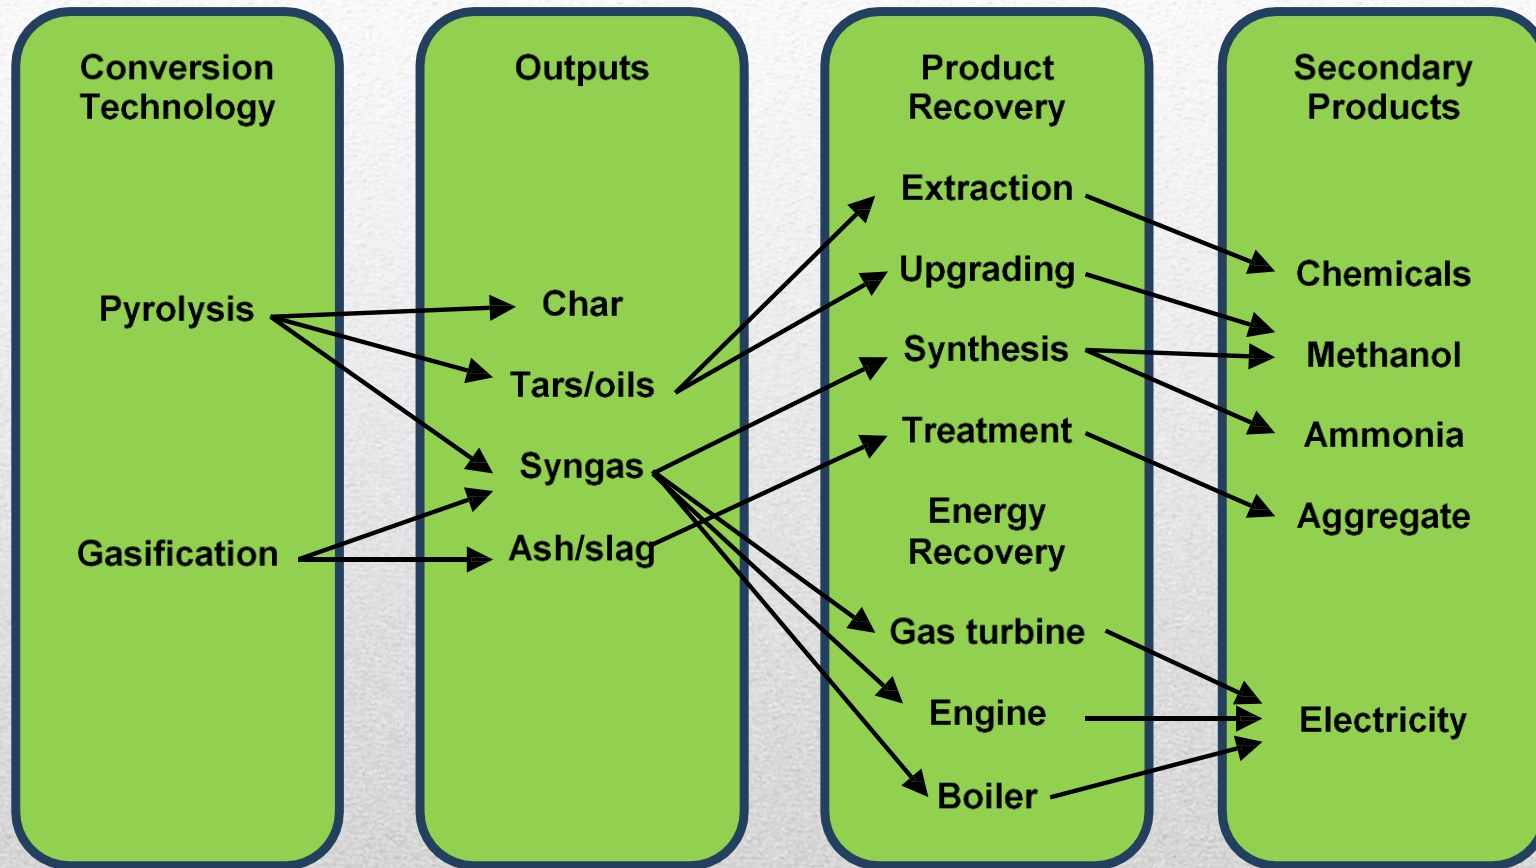 Conversion
Technology
Pyrolysis
Gasification
Outputs
Char
Tars/oils
Syngas
Ash/slag
Product
Recovery
Extraction
Upgrading
Synthesis
Treatment
Energy
Recovery
Gas turbine
Engine
Boiler
Secondary
Products
Chemicals
Methanol
Ammonia
Aggregate
Electricity